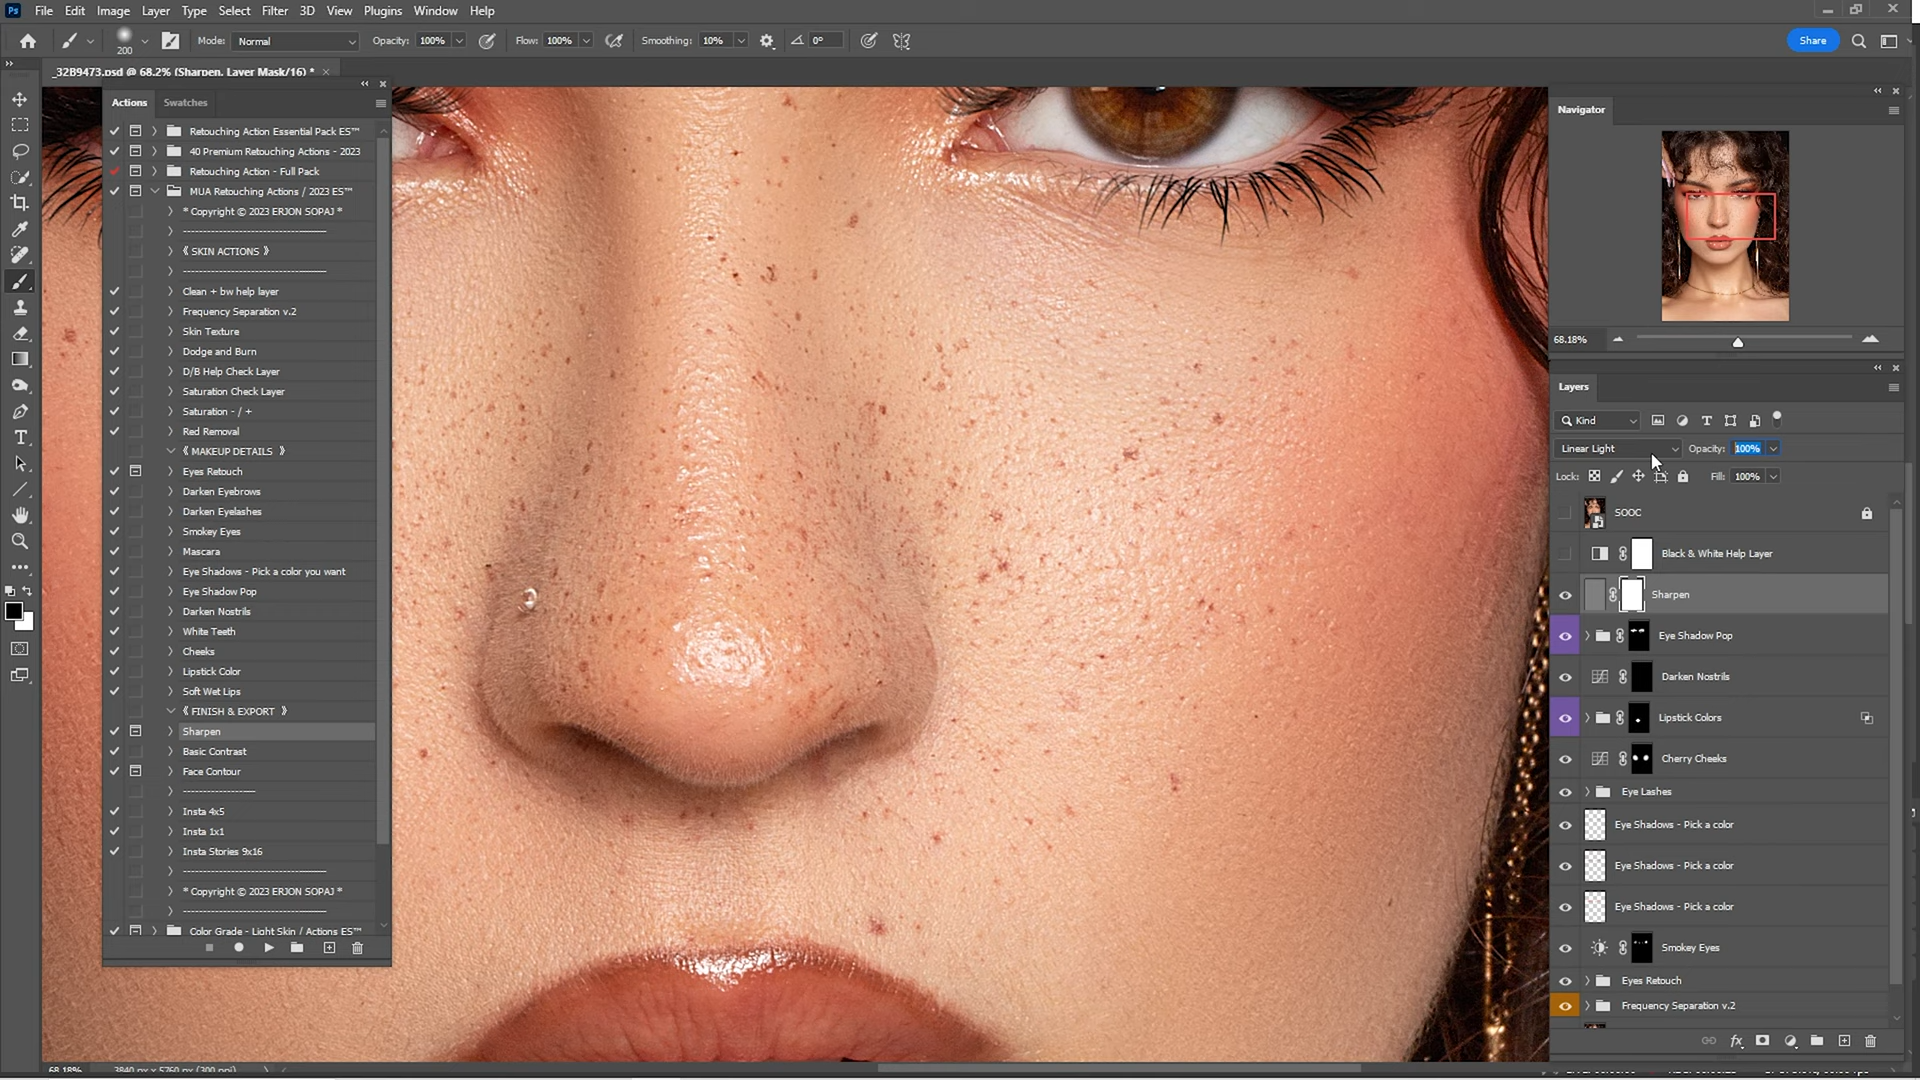 Ps File Edit Image Layer Type Select Filter 3D View Plugins Window Help
200 Mode: Normal Opacity: 100% Flow: 100% Smoothing: 10% 0° Share
_32B9473.psd @ 68.2% (Sharpen, Layer Mask/16) *
Actions Swatches
Retouching Action Essential Pack ES™
40 Premium Retouching Actions - 2023
Retouching Action - Full Pack
MUA Retouching Actions / 2023 ES™
* Copyright © 2023 ERJON SOPAJ *
------------------------------------
《 SKIN ACTIONS 》
------------------------------------
Clean + bw help layer
Frequency Separation v.2
Skin Texture
Dodge and Burn
D/B Help Check Layer
Saturation Check Layer
Saturation - / +
Red Removal
《 MAKEUP DETAILS 》
Eyes Retouch
Darken Eyebrows
Darken Eyelashes
Smokey Eyes
Mascara
Eye Shadows - Pick a color you want
Eye Shadow Pop
Darken Nostrils
White Teeth
Cheeks
Lipstick Color
Soft Wet Lips
《 FINISH & EXPORT 》
Sharpen
Basic Contrast
Face Contour
------------------
Insta 4x5
Insta 1x1
Insta Stories 9x16
------------------------------------
* Copyright © 2023 ERJON SOPAJ *
------------------------------------
Color Grade - Light Skin / Actions ES™
Navigator
68.18%
Layers
Kind
Linear Light Opacity: 100%
Lock: Fill: 100%
SOOC
Black & White Help Layer
Sharpen
Eye Shadow Pop
Darken Nostrils
Lipstick Colors
Cherry Cheeks
Eye Lashes
Eye Shadows - Pick a color
Eye Shadows - Pick a color
Eye Shadows - Pick a color
Smokey Eyes
Eyes Retouch
Frequency Separation v.2
fx
68.18% 3840 px x 5760 px (300 ppi)